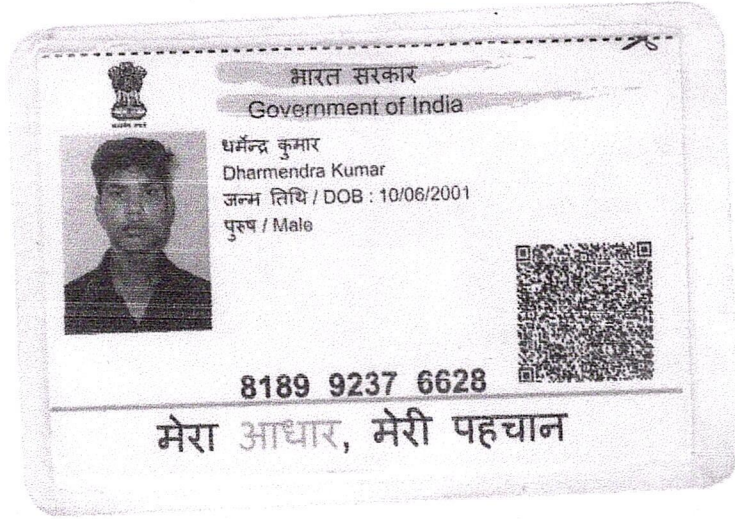 भारत सरकार
Government of India
धर्मेन्द्र कुमार
Dharmendra Kumar
जन्म तिथि / DOB : 10/06/2001
पुरुष / Male
8189 9237 6628
मेरा आधार, मेरी पहचान